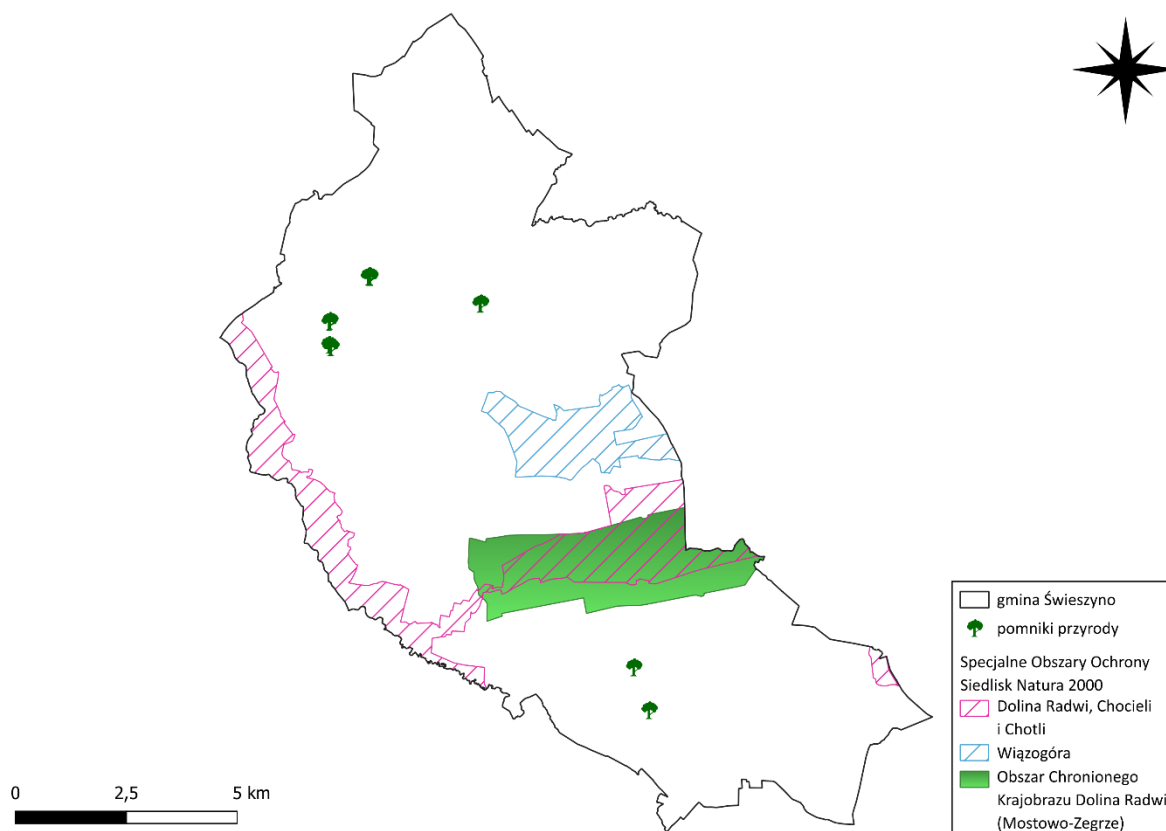 gmina Świeszyno
pomniki przyrody
Specjalne Obszary Ochrony
Siedlisk Natura 2000
Dolina Radwi, Chocieli
i Chotli
Wiązogóra
Obszar Chronionego
Krajobrazu Dolina Radwi
(Mostowo-Zegrze)
0 2,5 5 km